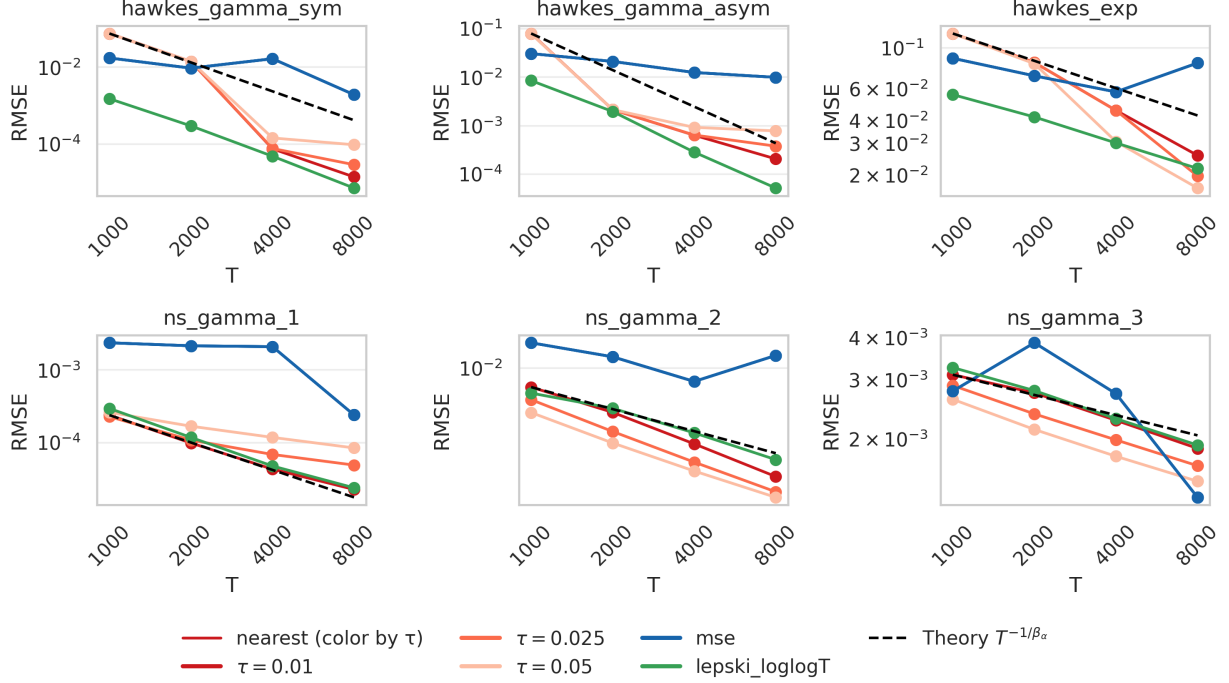 hawkes_gamma_sym
RMSE
10⁻²
10⁻⁴
1000
2000
4000
8000
T
hawkes_gamma_asym
RMSE
10⁻¹
10⁻²
10⁻³
10⁻⁴
1000
2000
4000
8000
T
hawkes_exp
RMSE
10⁻¹
6 × 10⁻²
4 × 10⁻²
3 × 10⁻²
2 × 10⁻²
1000
2000
4000
8000
T
ns_gamma_1
RMSE
10⁻³
10⁻⁴
1000
2000
4000
8000
T
ns_gamma_2
RMSE
10⁻²
1000
2000
4000
8000
T
ns_gamma_3
RMSE
4 × 10⁻³
3 × 10⁻³
2 × 10⁻³
1000
2000
4000
8000
T
nearest (color by τ)
τ = 0.01
τ = 0.025
τ = 0.05
mse
lepski_loglogT
Theory T^{-1/β_α}